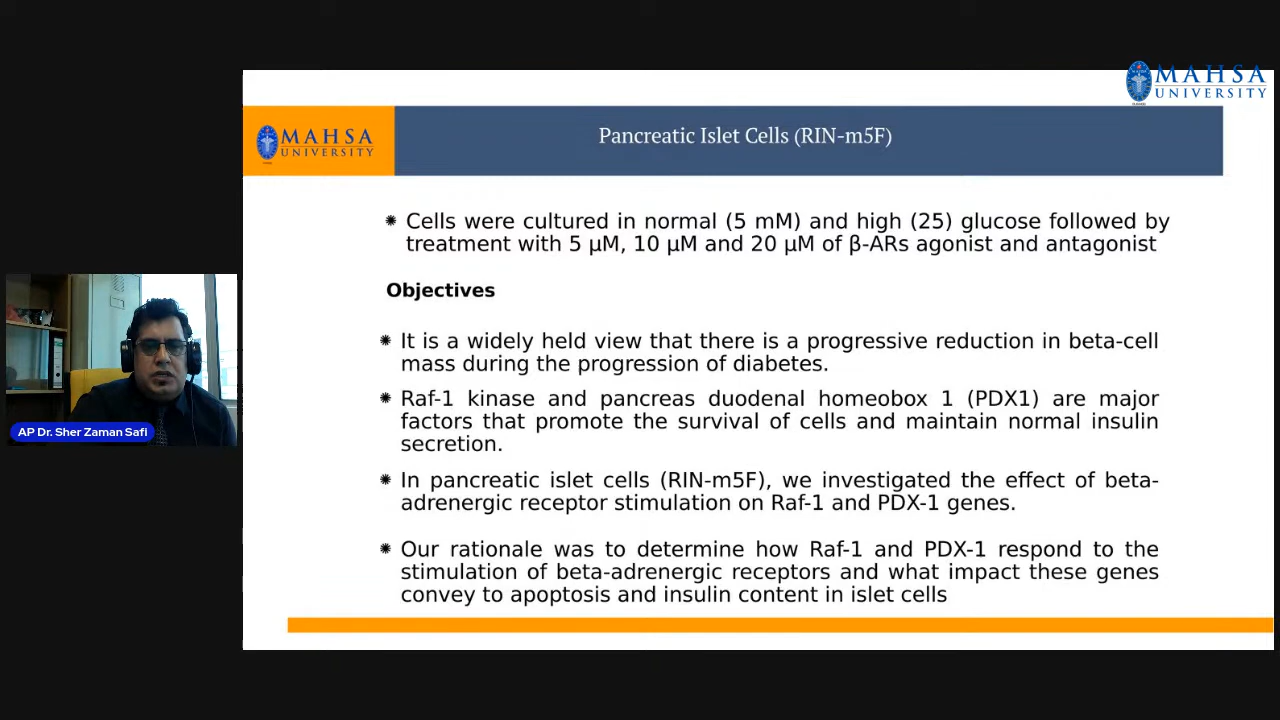 MAHSA
UNIVERSITY
MAHSA
UNIVERSITY
Pancreatic Islet Cells (RIN-m5F)
Cells were cultured in normal (5 mM) and high (25) glucose followed by
treatment with 5 µM, 10 µM and 20 µM of β-ARs agonist and antagonist
Objectives
It is a widely held view that there is a progressive reduction in beta-cell
mass during the progression of diabetes.
Raf-1 kinase and pancreas duodenal homeobox 1 (PDX1) are major
factors that promote the survival of cells and maintain normal insulin
secretion.
In pancreatic islet cells (RIN-m5F), we investigated the effect of beta-
adrenergic receptor stimulation on Raf-1 and PDX-1 genes.
Our rationale was to determine how Raf-1 and PDX-1 respond to the
stimulation of beta-adrenergic receptors and what impact these genes
convey to apoptosis and insulin content in islet cells
AP Dr. Sher Zaman Safi